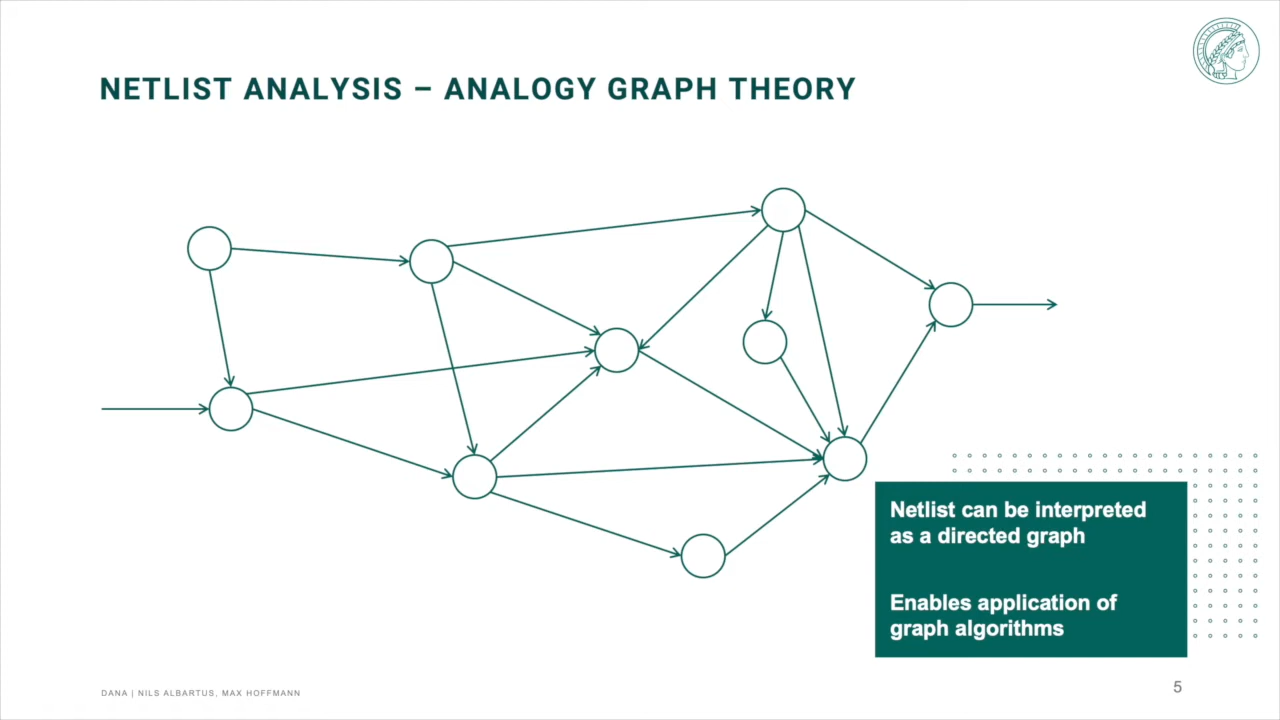 NETLIST ANALYSIS – ANALOGY GRAPH THEORY
Netlist can be interpreted
as a directed graph
Enables application of
graph algorithms
DANA | NILS ALBARTUS, MAX HOFFMANN
5